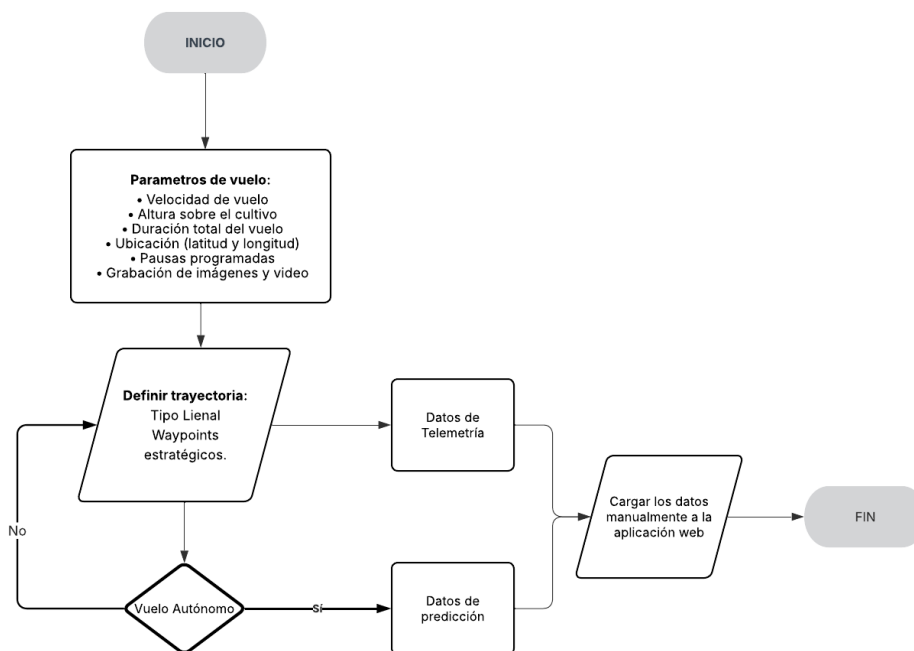 INICIO
Parametros de vuelo:
• Velocidad de vuelo
• Altura sobre el cultivo
• Duración total del vuelo
• Ubicación (latitud y longitud)
• Pausas programadas
• Grabación de imágenes y video
Definir trayectoria:
Tipo Lienal
Waypoints
estratégicos.
Datos de
Telemetría
Cargar los datos
manualmente a la
aplicación web
FIN
No
Vuelo Autónomo
Sí
Datos de
predicción